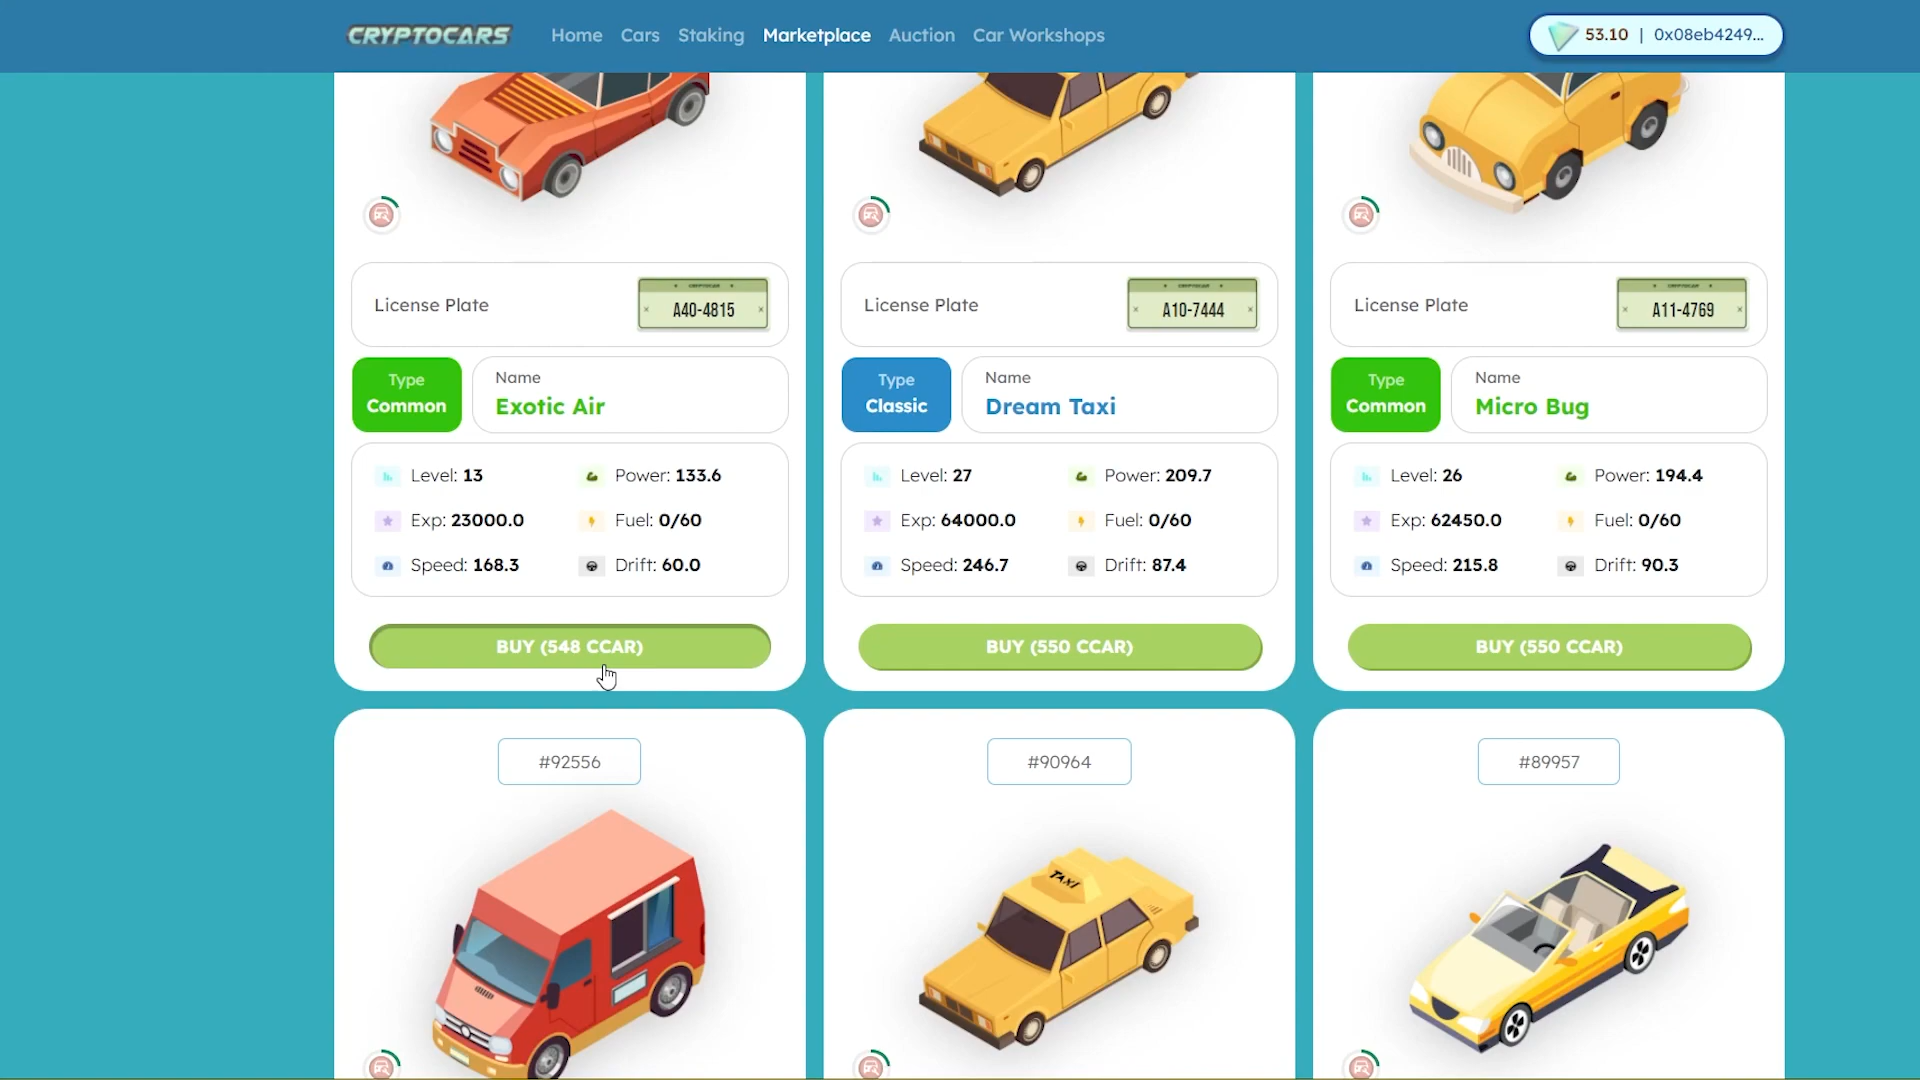 CRYPTOCARS Home Cars Staking Marketplace Auction Car Workshops 53.10 | 0x08eb4249...
License Plate CRYPTOCAR A40-4815
License Plate CRYPTOCAR A10-7444
License Plate CRYPTOCAR A11-4769
Type
Common
Name
Exotic Air
Type
Classic
Name
Dream Taxi
Type
Common
Name
Micro Bug
Level: 13 Power: 133.6
Exp: 23000.0 Fuel: 0/60
Speed: 168.3 Drift: 60.0
Level: 27 Power: 209.7
Exp: 64000.0 Fuel: 0/60
Speed: 246.7 Drift: 87.4
Level: 26 Power: 194.4
Exp: 62450.0 Fuel: 0/60
Speed: 215.8 Drift: 90.3
BUY (548 CCAR)
BUY (550 CCAR)
BUY (550 CCAR)
#92556
#90964
TAXI
#89957